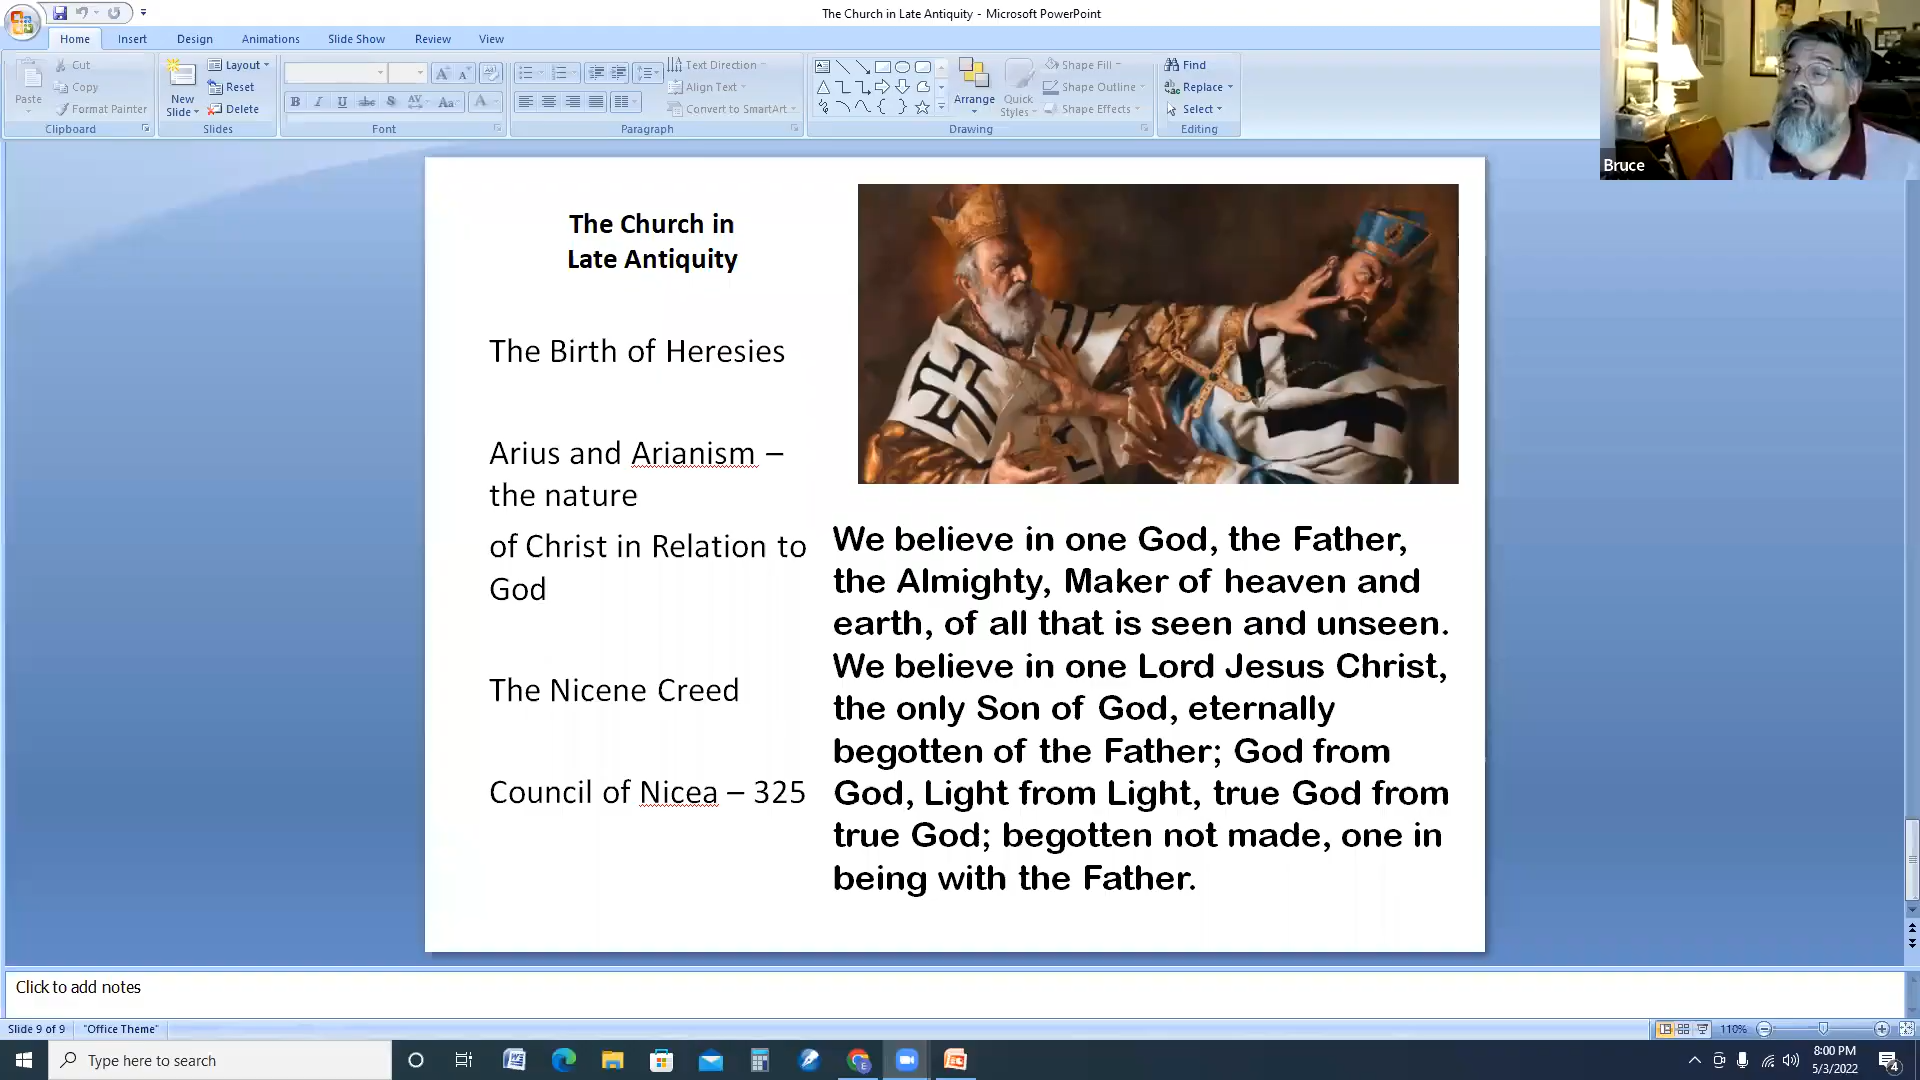 The Church in Late Antiquity - Microsoft PowerPoint
Home Insert Design Slide Show Animations Review View
Paste
Cut
Copy
Format Painter
Clipboard
New
Slide
Layout
Reset
Delete
Slides
Font
Text Direction
Align Text
Convert to SmartArt
Paragraph
Arrange
Quick
Styles
Shape Fill
Shape Outline
Shape Effects
Drawing
Find
Replace
Select
Editing
Bruce
The Church in
Late Antiquity
The Birth of Heresies
Arius and Arianism –
the nature
of Christ in Relation to
God
The Nicene Creed
Council of Nicea – 325
We believe in one God, the Father,
the Almighty, Maker of heaven and
earth, of all that is seen and unseen.
We believe in one Lord Jesus Christ,
the only Son of God, eternally
begotten of the Father; God from
God, Light from Light, true God from
true God; begotten not made, one in
being with the Father.
Click to add notes
Slide 9 of 9 "Office Theme" 110%
Type here to search
8:00 PM
5/3/2022
4